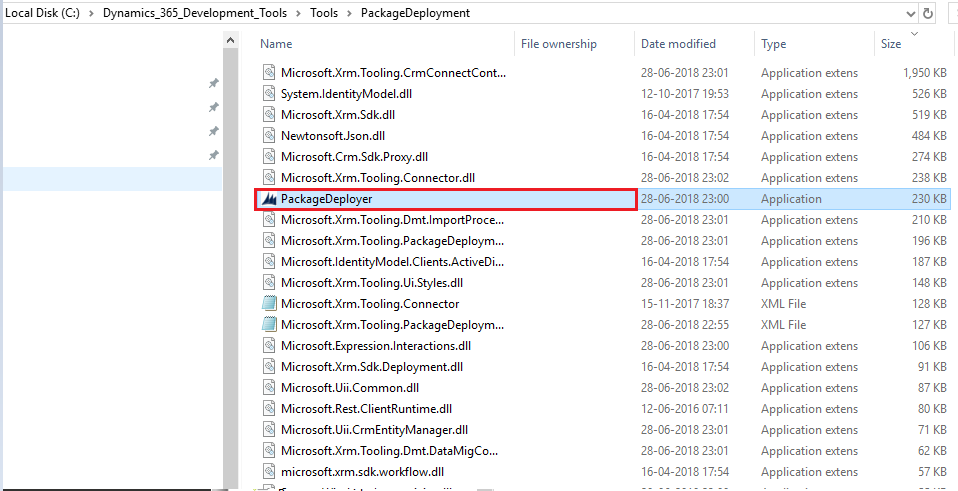 Local Disk (C:) > Dynamics_365_Development_Tools > Tools > PackageDeployment
Name File ownership Date modified Type Size
Microsoft.Xrm.Tooling.CrmConnectCont... 28-06-2018 23:01 Application extens 1,950 KB
System.IdentityModel.dll 12-10-2017 19:53 Application extens 526 KB
Microsoft.Xrm.Sdk.dll 16-04-2018 17:54 Application extens 519 KB
Newtonsoft.Json.dll 16-04-2018 17:54 Application extens 484 KB
Microsoft.Crm.Sdk.Proxy.dll 16-04-2018 17:54 Application extens 274 KB
Microsoft.Xrm.Tooling.Connector.dll 28-06-2018 23:02 Application extens 238 KB
PackageDeployer 28-06-2018 23:00 Application 230 KB
Microsoft.Xrm.Tooling.Dmt.ImportProce... 28-06-2018 23:01 Application extens 210 KB
Microsoft.Xrm.Tooling.PackageDeploym... 28-06-2018 23:01 Application extens 196 KB
Microsoft.IdentityModel.Clients.ActiveDi... 16-04-2018 17:54 Application extens 187 KB
Microsoft.Xrm.Tooling.Ui.Styles.dll 28-06-2018 23:01 Application extens 148 KB
Microsoft.Xrm.Tooling.Connector 15-11-2017 18:37 XML File 128 KB
Microsoft.Xrm.Tooling.PackageDeploym... 28-06-2018 22:55 XML File 127 KB
Microsoft.Expression.Interactions.dll 28-06-2018 23:00 Application extens 106 KB
Microsoft.Xrm.Sdk.Deployment.dll 16-04-2018 17:54 Application extens 91 KB
Microsoft.Uii.Common.dll 28-06-2018 23:02 Application extens 87 KB
Microsoft.Rest.ClientRuntime.dll 12-06-2016 07:11 Application extens 80 KB
Microsoft.Uii.CrmEntityManager.dll 28-06-2018 23:01 Application extens 71 KB
Microsoft.Xrm.Tooling.Dmt.DataMigCo... 28-06-2018 23:01 Application extens 62 KB
microsoft.xrm.sdk.workflow.dll 16-04-2018 17:54 Application extens 57 KB